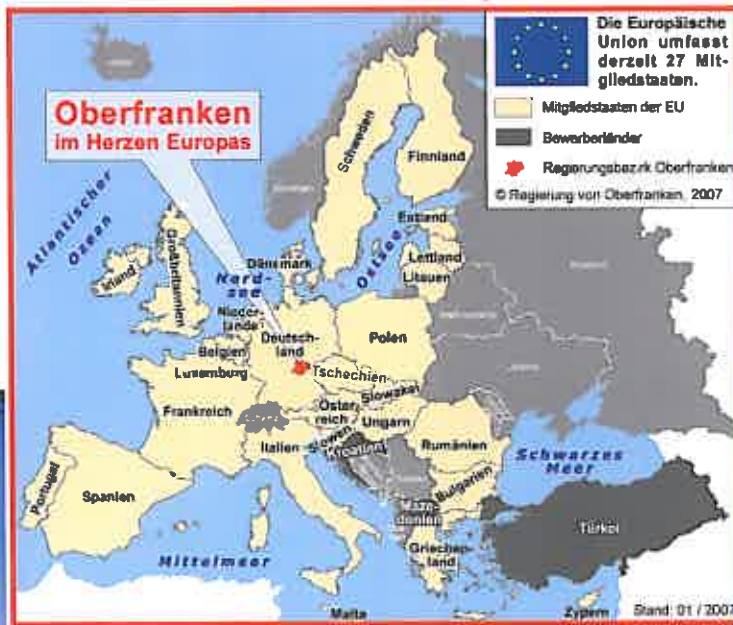 Die Europäische
Union umfasst
derzeit 27 Mit-
gliedstaaten.
Mitgliedstaaten der EU
Bewerberländer
Regierungsbezirk Oberfranken
© Regierung von Oberfranken, 2007
Oberfranken
im Herzen Europas
Schweden
Finnland
Atlantischer
Ozean
Estland
Ostsee
Lettland
Litauen
Dänemark
Nord-
see
Großbritannien
Irland
Nieder-
lande
Deutsch-
land
Polen
Belgien
Luxemburg
Tschechien
Slowakei
Frankreich
Öster-
reich
Ungarn
Italien
Slowen.
Kroatien
Rumänien
Schwarzes
Meer
Bulgarien
Portugal
Spanien
Maze-
donien
Türkei
Mittelmeer
Griechen-
land
Malta
Zypern
Stand: 01 / 2007